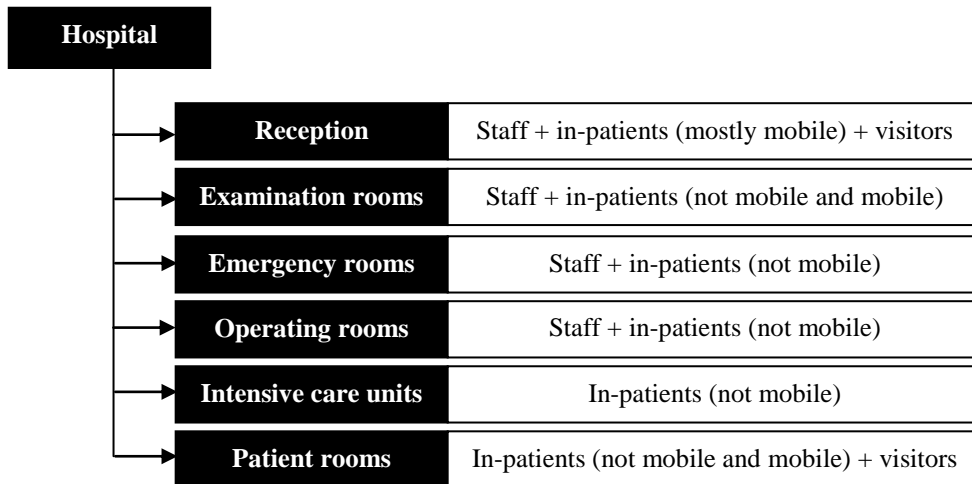 Hospital
Reception Staff + in-patients (mostly mobile) + visitors
Examination rooms Staff + in-patients (not mobile and mobile)
Emergency rooms Staff + in-patients (not mobile)
Operating rooms Staff + in-patients (not mobile)
Intensive care units In-patients (not mobile)
Patient rooms In-patients (not mobile and mobile) + visitors